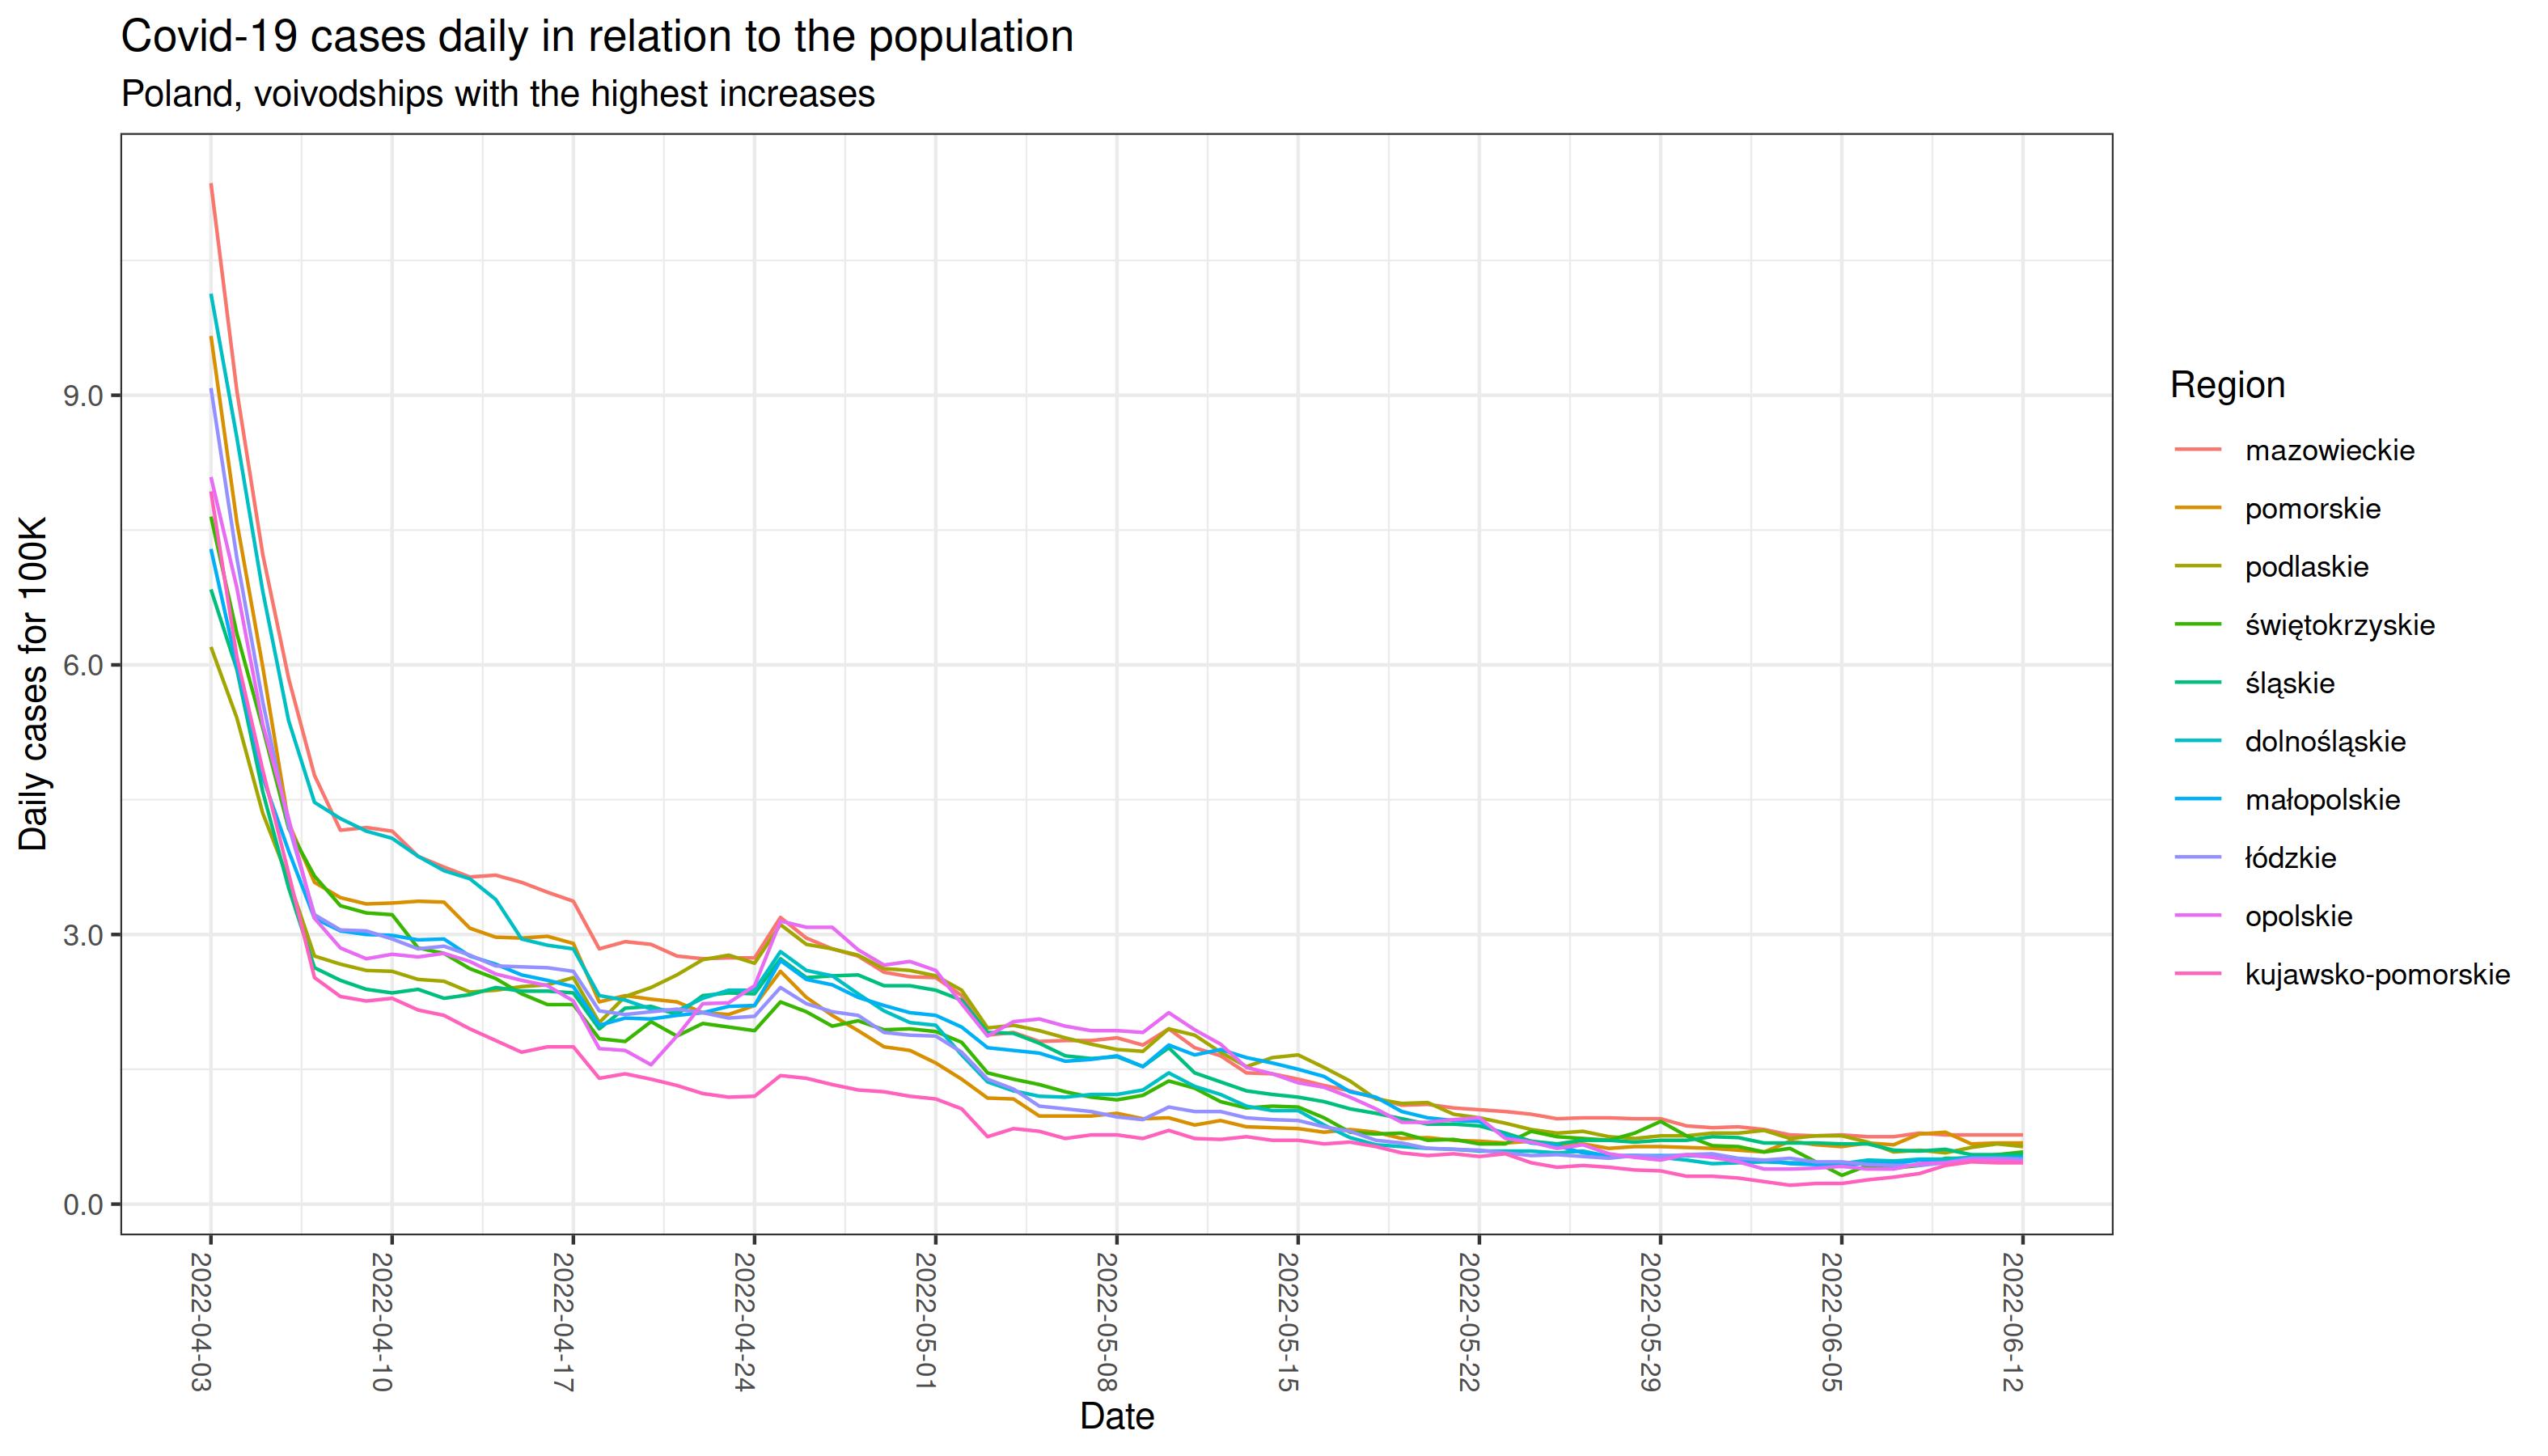 Covid-19 cases daily in relation to the population
Poland, voivodships with the highest increases
Daily cases for 100K
9.0
6.0
3.0
0.0
2022-04-03
2022-04-10
2022-04-17
2022-04-24
2022-05-01
2022-05-08
2022-05-15
2022-05-22
2022-05-29
2022-06-05
2022-06-12
Date
Region
mazowieckie
pomorskie
podlaskie
świętokrzyskie
śląskie
dolnośląskie
małopolskie
łódzkie
opolskie
kujawsko-pomorskie